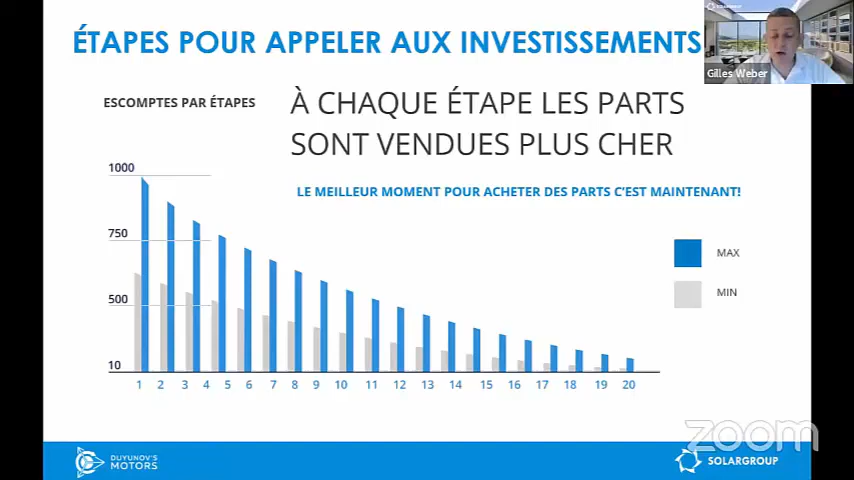 SOLARGROUP
Gilles Weber
ÉTAPES POUR APPELER AUX INVESTISSEMENTS
ESCOMPTES PAR ÉTAPES
À CHAQUE ÉTAPE LES PARTS
SONT VENDUES PLUS CHER
LE MEILLEUR MOMENT POUR ACHETER DES PARTS C'EST MAINTENANT!
1000
750
500
10
MAX
MIN
1 2 3 4 5 6 7 8 9 10 11 12 13 14 15 16 17 18 19 20
zoom
DUYUNOV'S
MOTORS
SOLARGROUP